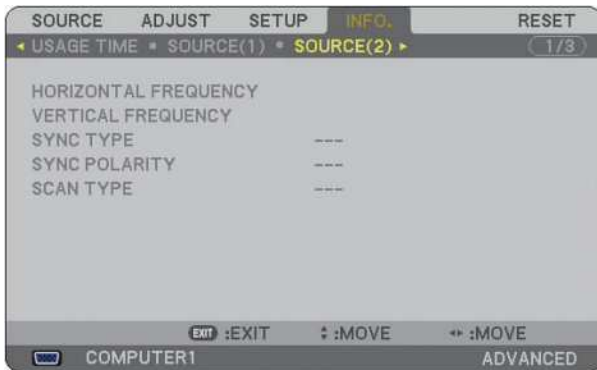 SOURCE ADJUST SETUP INFO. RESET
USAGE TIME SOURCE(1) SOURCE(2) 1/3
HORIZONTAL FREQUENCY
VERTICAL FREQUENCY
SYNC TYPE ---
SYNC POLARITY ---
SCAN TYPE ---
EXIT :EXIT :MOVE :MOVE
COMPUTER1 ADVANCED